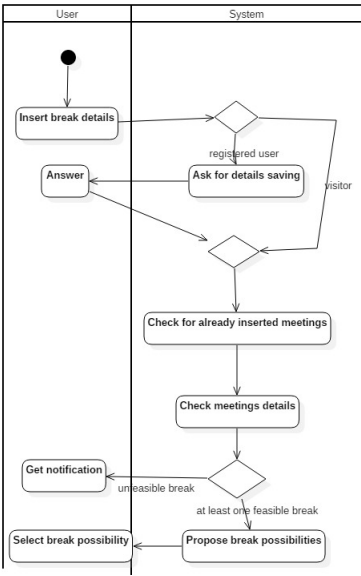 User
System
Insert break details
registered user
Answer
Ask for details saving
visitor
Check for already inserted meetings
Check meetings details
Get notification
unfeasible break
at least one feasible break
Select break possibility
Propose break possibilities